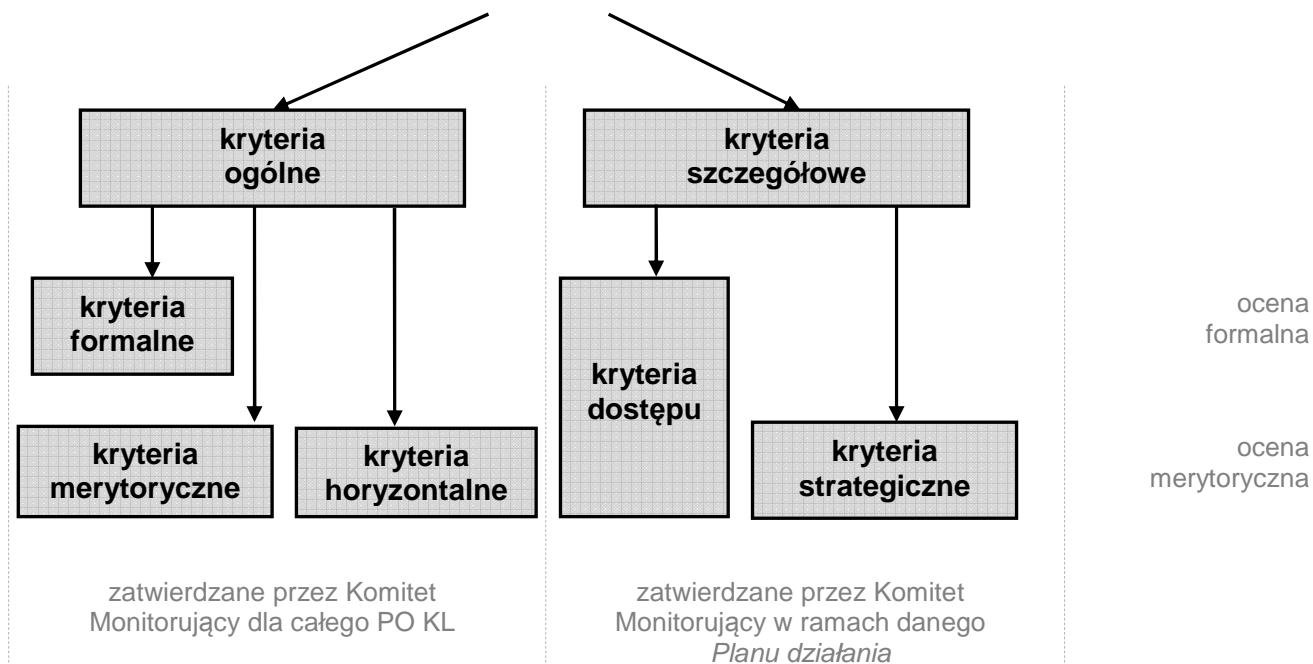 kryteria
ogólne
kryteria
szczegółowe
kryteria
formalne
ocena
formalna
kryteria
dostępu
kryteria
merytoryczne
kryteria
horyzontalne
kryteria
strategiczne
ocena
merytoryczna
zatwierdzane przez Komitet
Monitorujący dla całego PO KL
zatwierdzane przez Komitet
Monitorujący w ramach danego
Planu działania